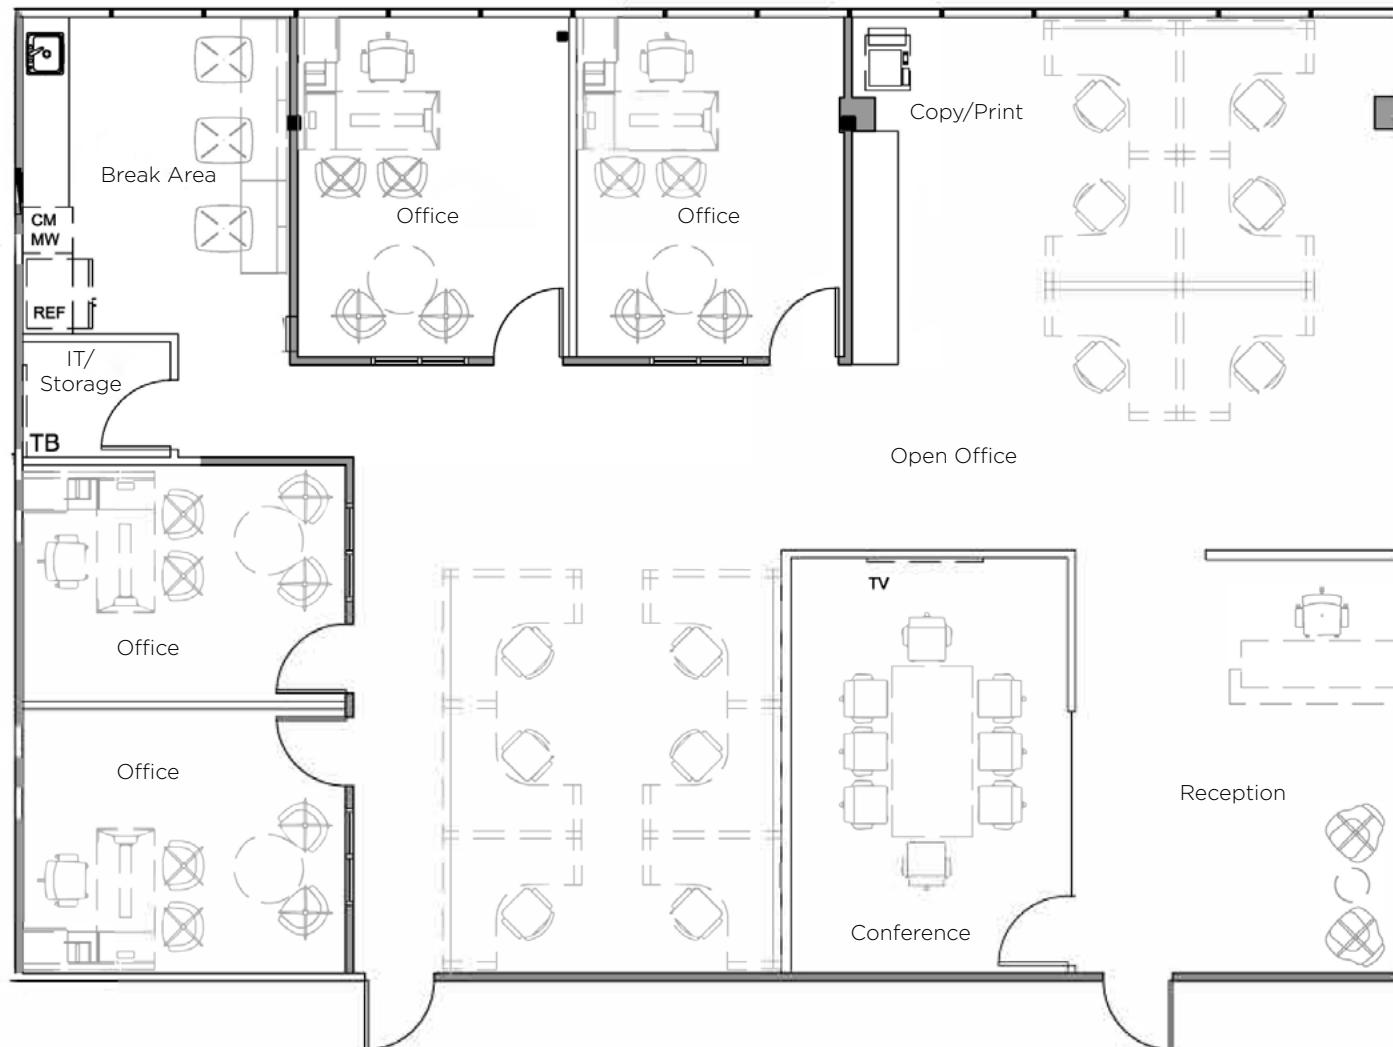 Copy/Print
Break Area
Office
Office
CM
MW
REF
IT/
Storage
TB
Open Office
TV
Office
Office
Reception
Conference